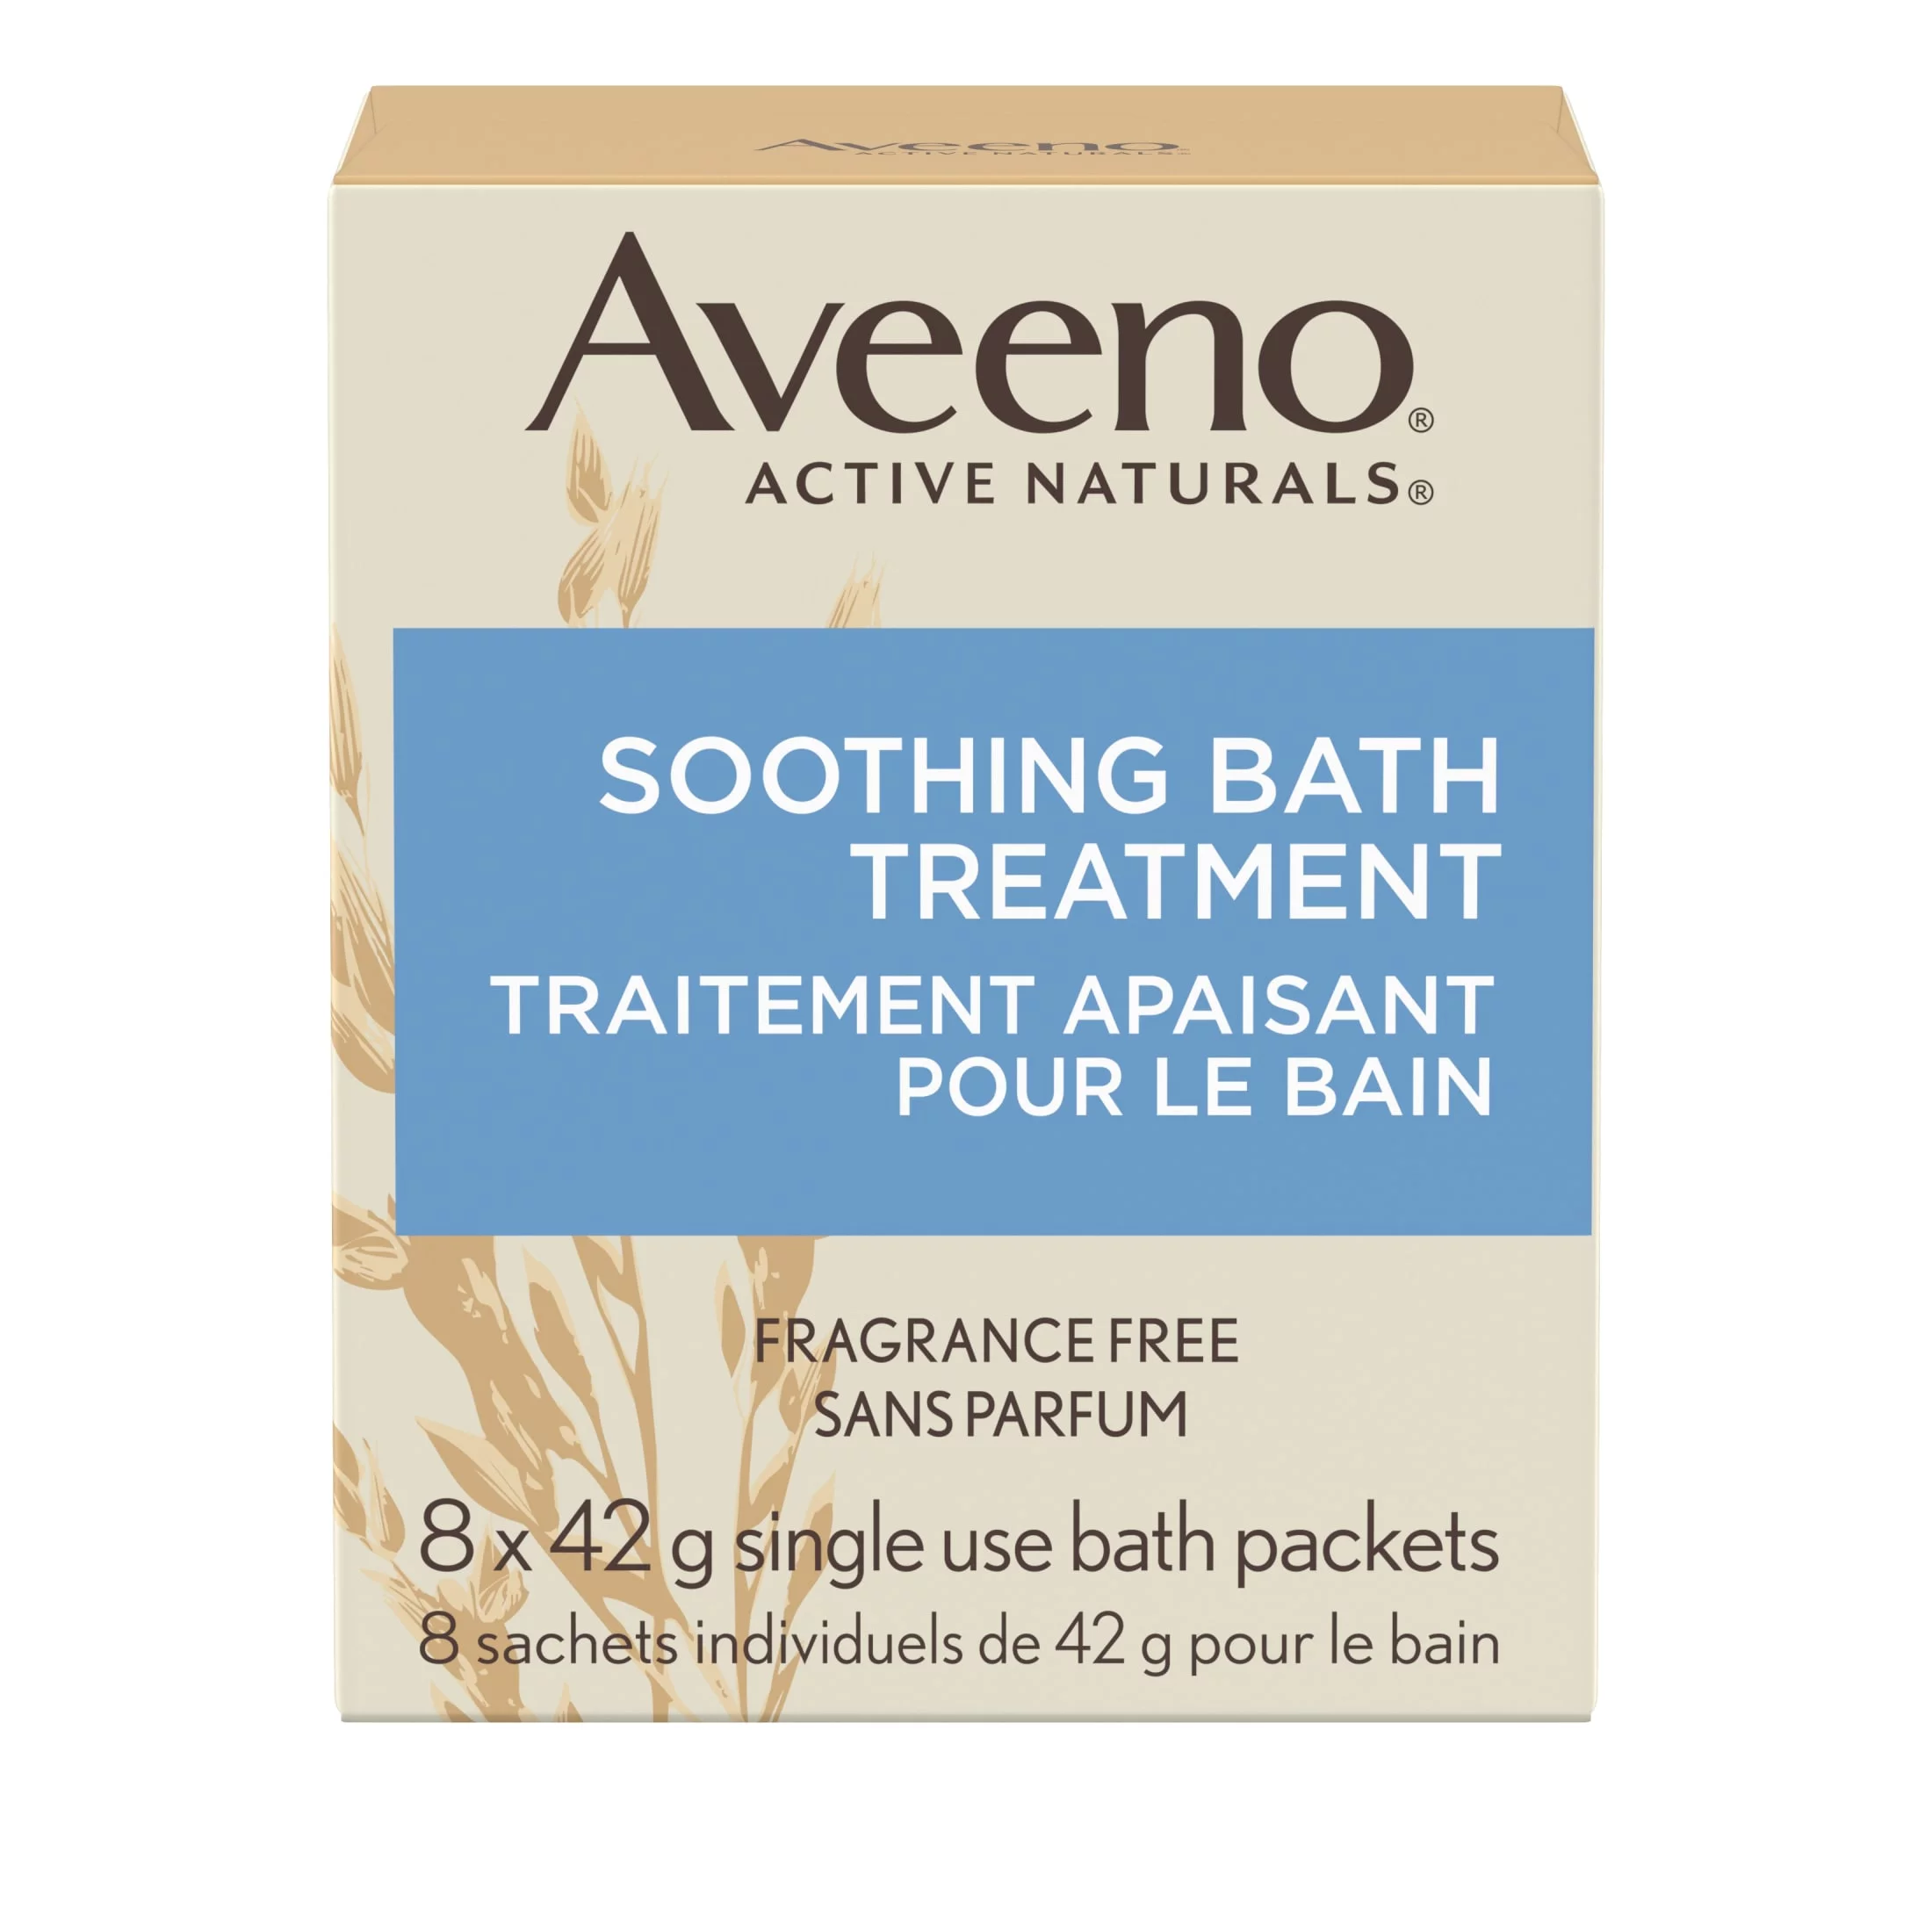 Aveeno®
ACTIVE NATURALS®
Aveeno®
ACTIVE NATURALS®
SOOTHING BATH
TREATMENT
TRAITEMENT APAISANT
POUR LE BAIN
FRAGRANCE FREE
SANS PARFUM
8 x 42 g single use bath packets
8 sachets individuels de 42 g pour le bain